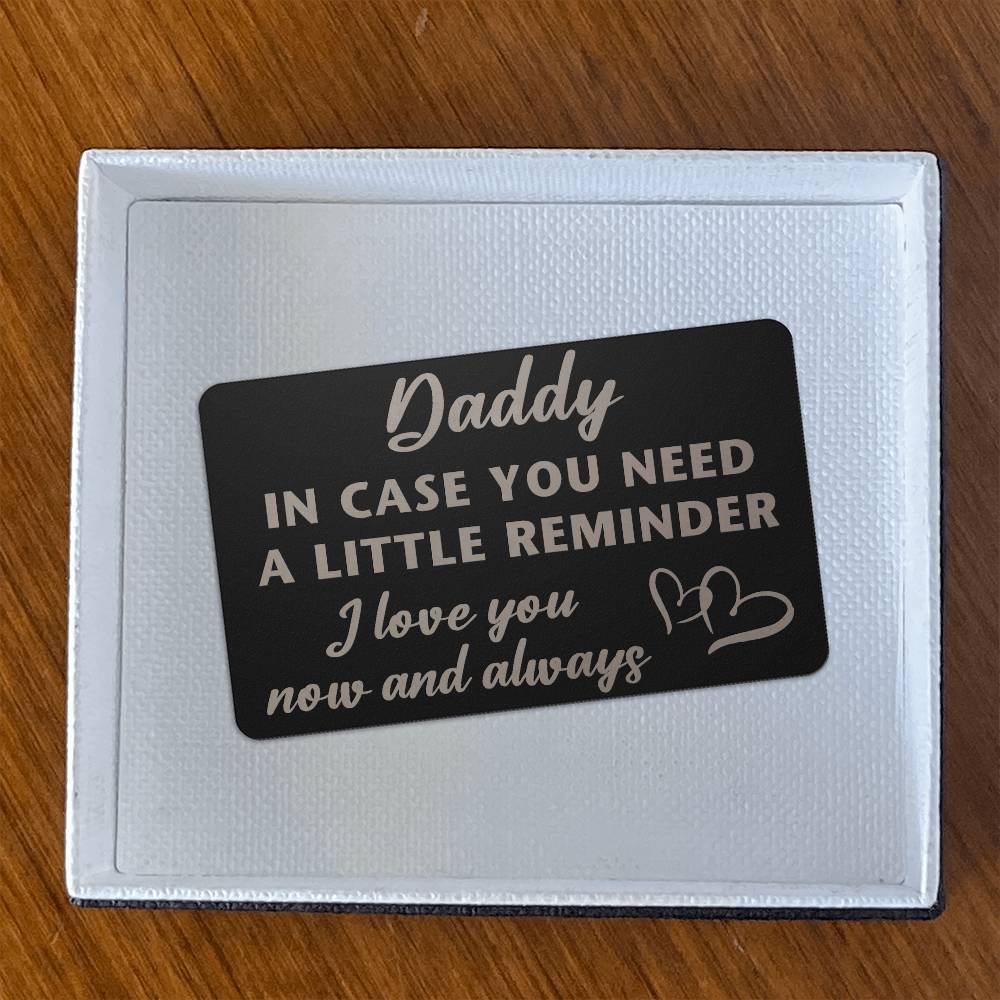 Daddy
IN CASE YOU NEED
A LITTLE REMINDER
I love you
now and always